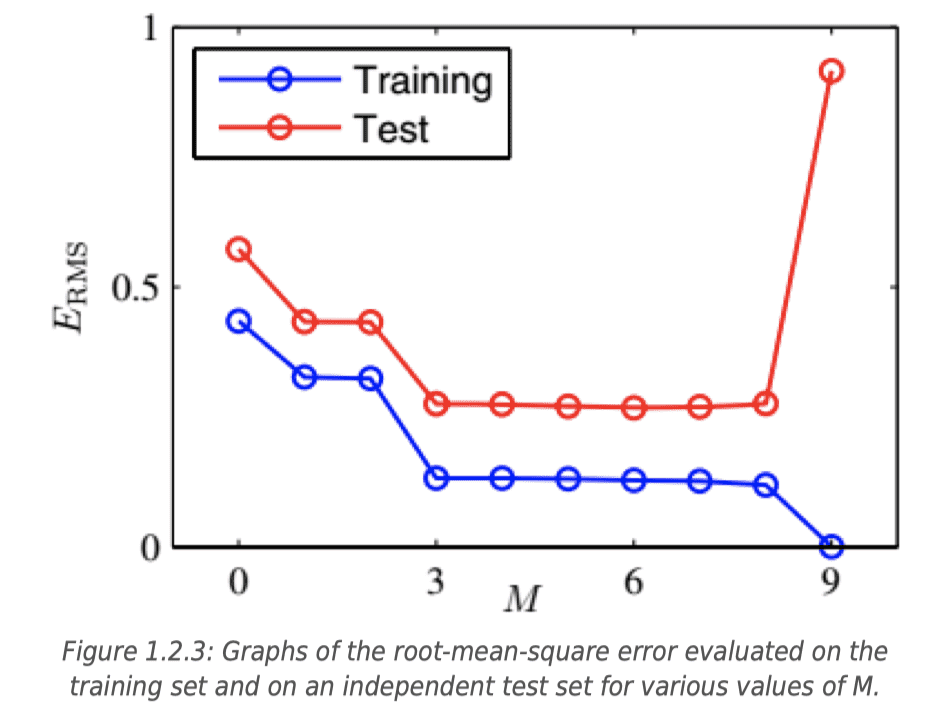 1
Training
Test
0.5
E_RMS
0
0
3
6
9
M
Figure 1.2.3: Graphs of the root-mean-square error evaluated on the
training set and on an independent test set for various values of M.